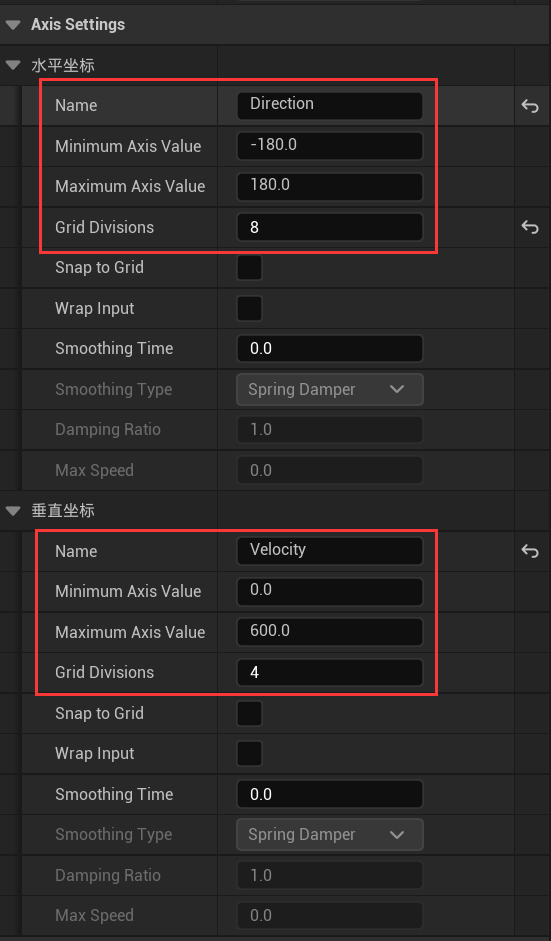 Axis Settings
水平坐标
Name Direction
Minimum Axis Value -180.0
Maximum Axis Value 180.0
Grid Divisions 8
Snap to Grid
Wrap Input
Smoothing Time 0.0
Smoothing Type Spring Damper
Damping Ratio 1.0
Max Speed 0.0
垂直坐标
Name Velocity
Minimum Axis Value 0.0
Maximum Axis Value 600.0
Grid Divisions 4
Snap to Grid
Wrap Input
Smoothing Time 0.0
Smoothing Type Spring Damper
Damping Ratio 1.0
Max Speed 0.0